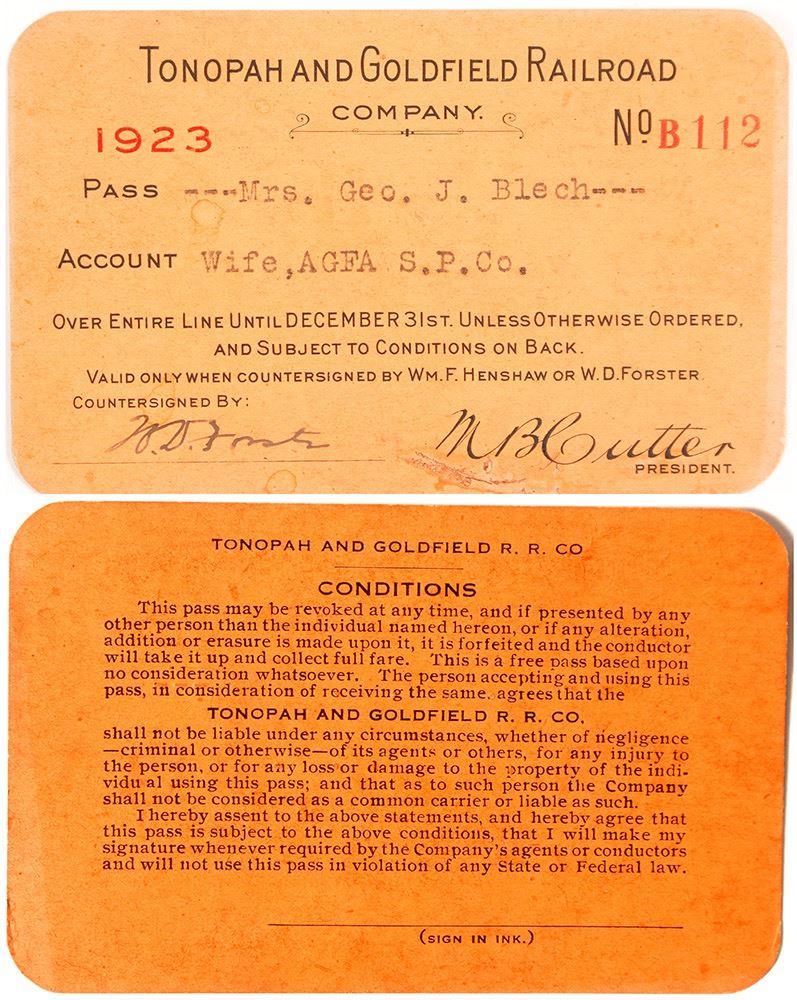 TONOPAH AND GOLDFIELD RAILROAD
COMPANY.
1923
No B112
PASS ---Mrs. Geo. J. Blech---
ACCOUNT Wife,AGFA S.P.Co.
OVER ENTIRE LINE UNTIL DECEMBER 31ST. UNLESS OTHERWISE ORDERED,
AND SUBJECT TO CONDITIONS ON BACK.
VALID ONLY WHEN COUNTERSIGNED BY WM. F. HENSHAW OR W. D. FORSTER.
COUNTERSIGNED BY:
W.D. Forster
M B Cutter
PRESIDENT.
TONOPAH AND GOLDFIELD R. R. CO
CONDITIONS
This pass may be revoked at any time, and if presented by any
other person than the individual named hereon, or if any alteration,
addition or erasure is made upon it, it is forfeited and the conductor
will take it up and collect full fare. This is a free pass based upon
no consideration whatsoever. The person accepting and using this
pass, in consideration of receiving the same. agrees that the
TONOPAH AND GOLDFIELD R. R. CO,
shall not be liable under any circumstances, whether of negligence
—criminal or otherwise—of its agents or others, for any injury to
the person, or for any loss or damage to the property of the indi-
vidual using this pass; and that as to such person the Company
shall not be considered as a common carrier or liable as such.
I hereby assent to the above statements, and hereby agree that
this pass is subject to the above conditions, that I will make my
signature whenever required by the Company's agents or conductors
and will not use this pass in violation of any State or Federal law.
(SIGN IN INK.)